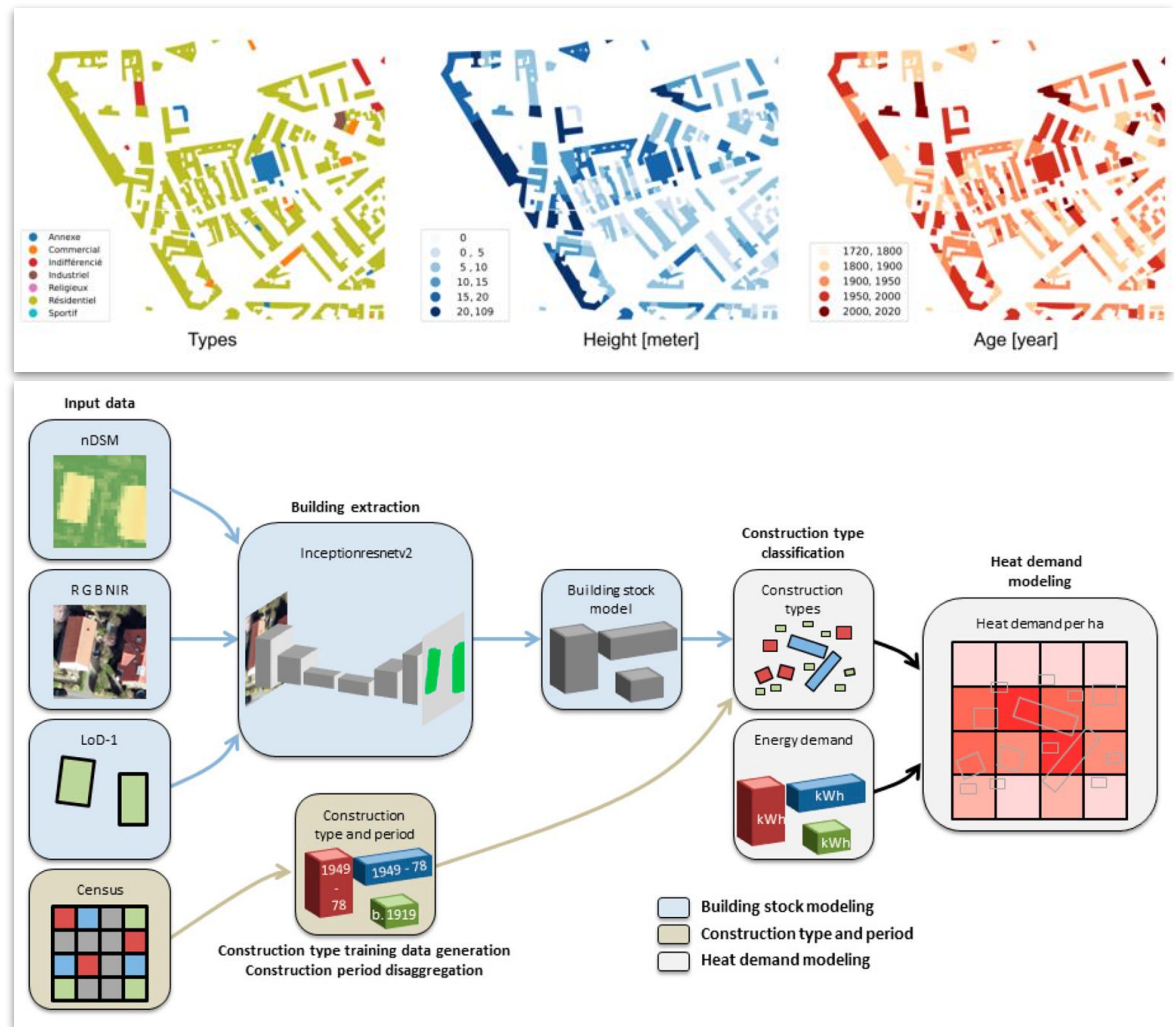 Annexe
Commercial
Indifférencié
Industriel
Religieux
Résidentiel
Sportif
Types
0
0 , 5
5 , 10
10 , 15
15 , 20
20 , 109
Height [meter]
1720, 1800
1800, 1900
1900, 1950
1950, 2000
2000, 2020
Age [year]
Input data
nDSM
R G B NIR
LoD-1
Census
Building extraction
Inceptionresnetv2
Building stock
model
Construction type
classification
Construction
types
Energy demand
kWh
kWh
kWh
Heat demand
modeling
Heat demand per ha
Construction
type and period
1949
-
78
1949 - 78
b. 1919
Construction type training data generation
Construction period disaggregation
Building stock modeling
Construction type and period
Heat demand modeling